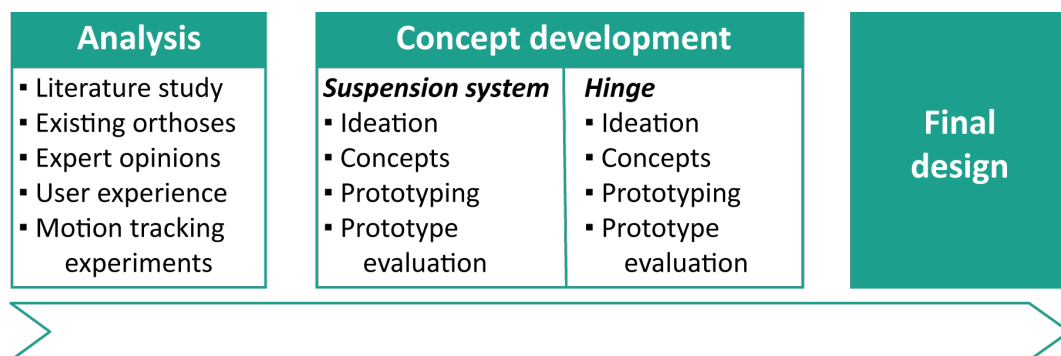 Analysis
▪ Literature study
▪ Existing orthoses
▪ Expert opinions
▪ User experience
▪ Motion tracking
experiments
Concept development
Suspension system
▪ Ideation
▪ Concepts
▪ Prototyping
▪ Prototype
evaluation
Hinge
▪ Ideation
▪ Concepts
▪ Prototyping
▪ Prototype
evaluation
Final
design